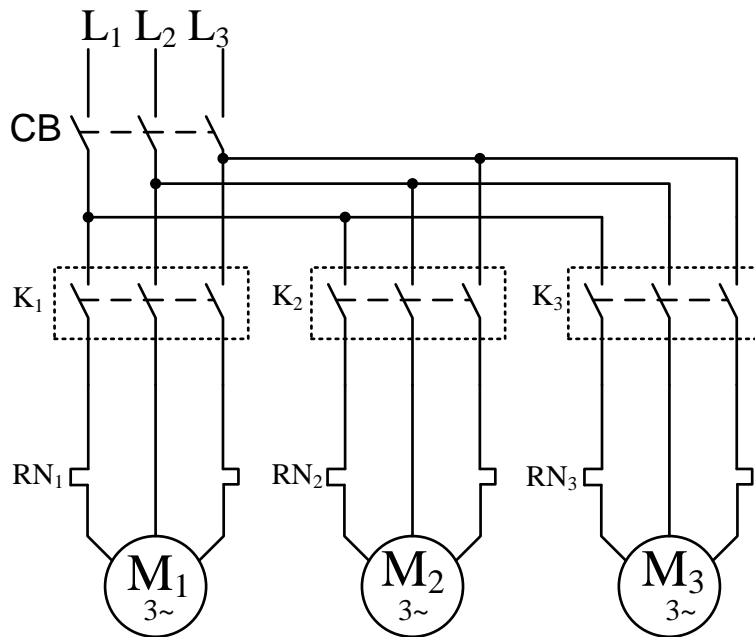 L₁ L₂ L₃
CB
K₁ K₂ K₃
RN₁ RN₂ RN₃
M₁ M₂ M₃
3~ 3~ 3~